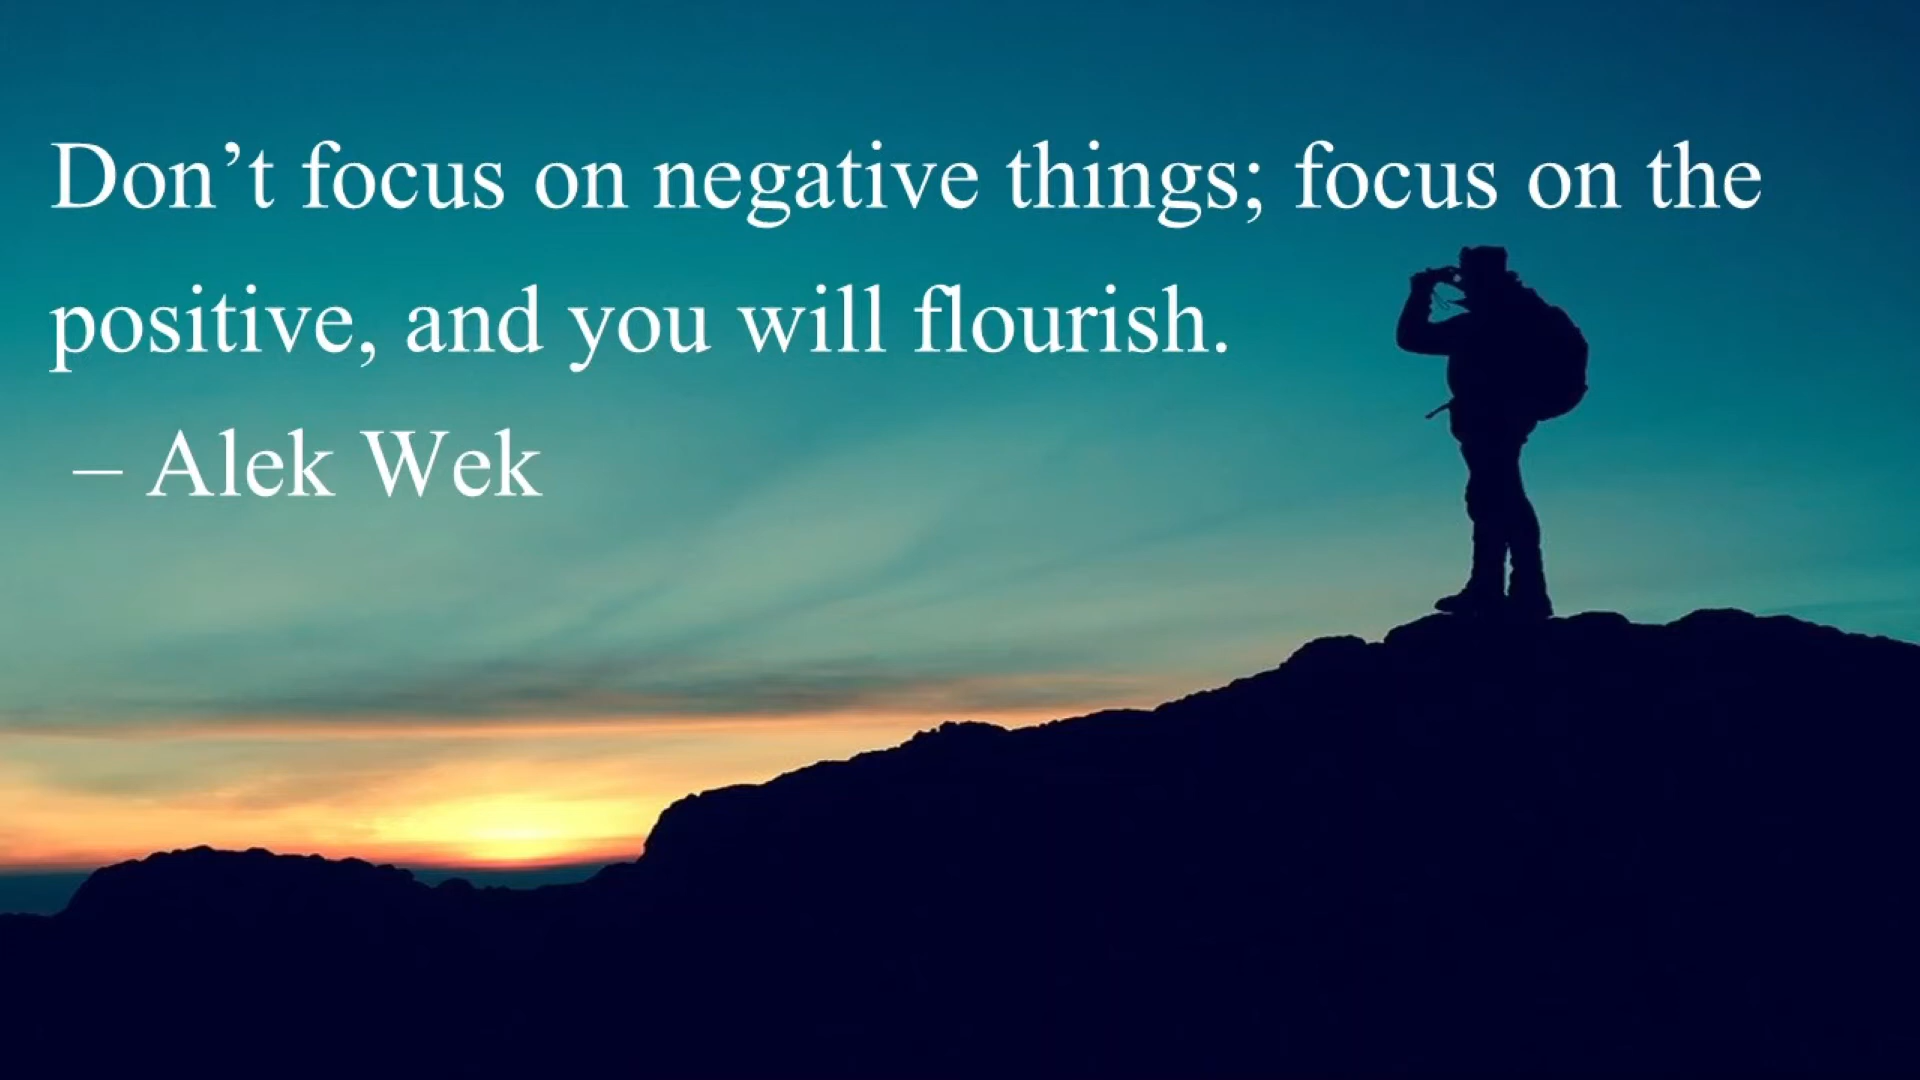 Don’t focus on negative things; focus on the
positive, and you will flourish.
– Alek Wek